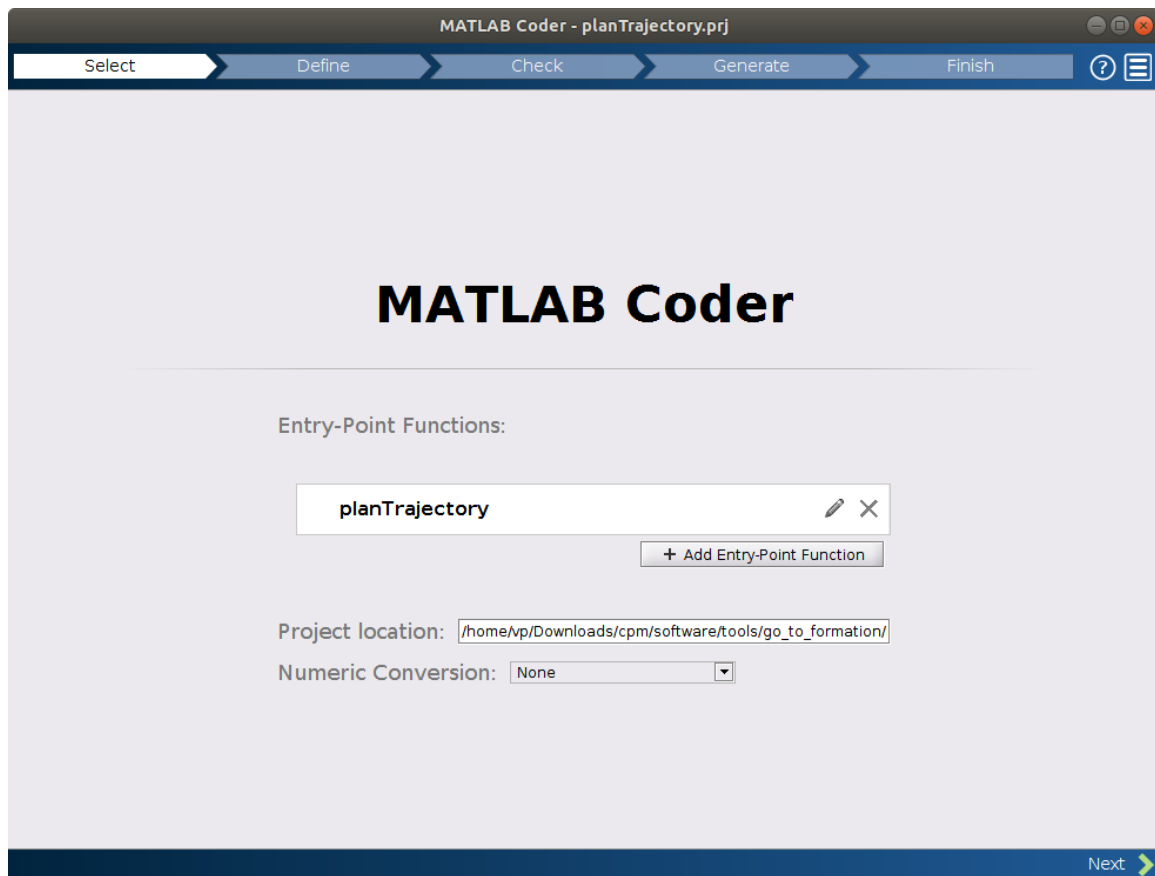 MATLAB Coder - planTrajectory.prj
Select Define Check Generate Finish ?
MATLAB Coder
Entry-Point Functions:
planTrajectory
+ Add Entry-Point Function
Project location: /home/vp/Downloads/cpm/software/tools/go_to_formation/
Numeric Conversion: None
Next